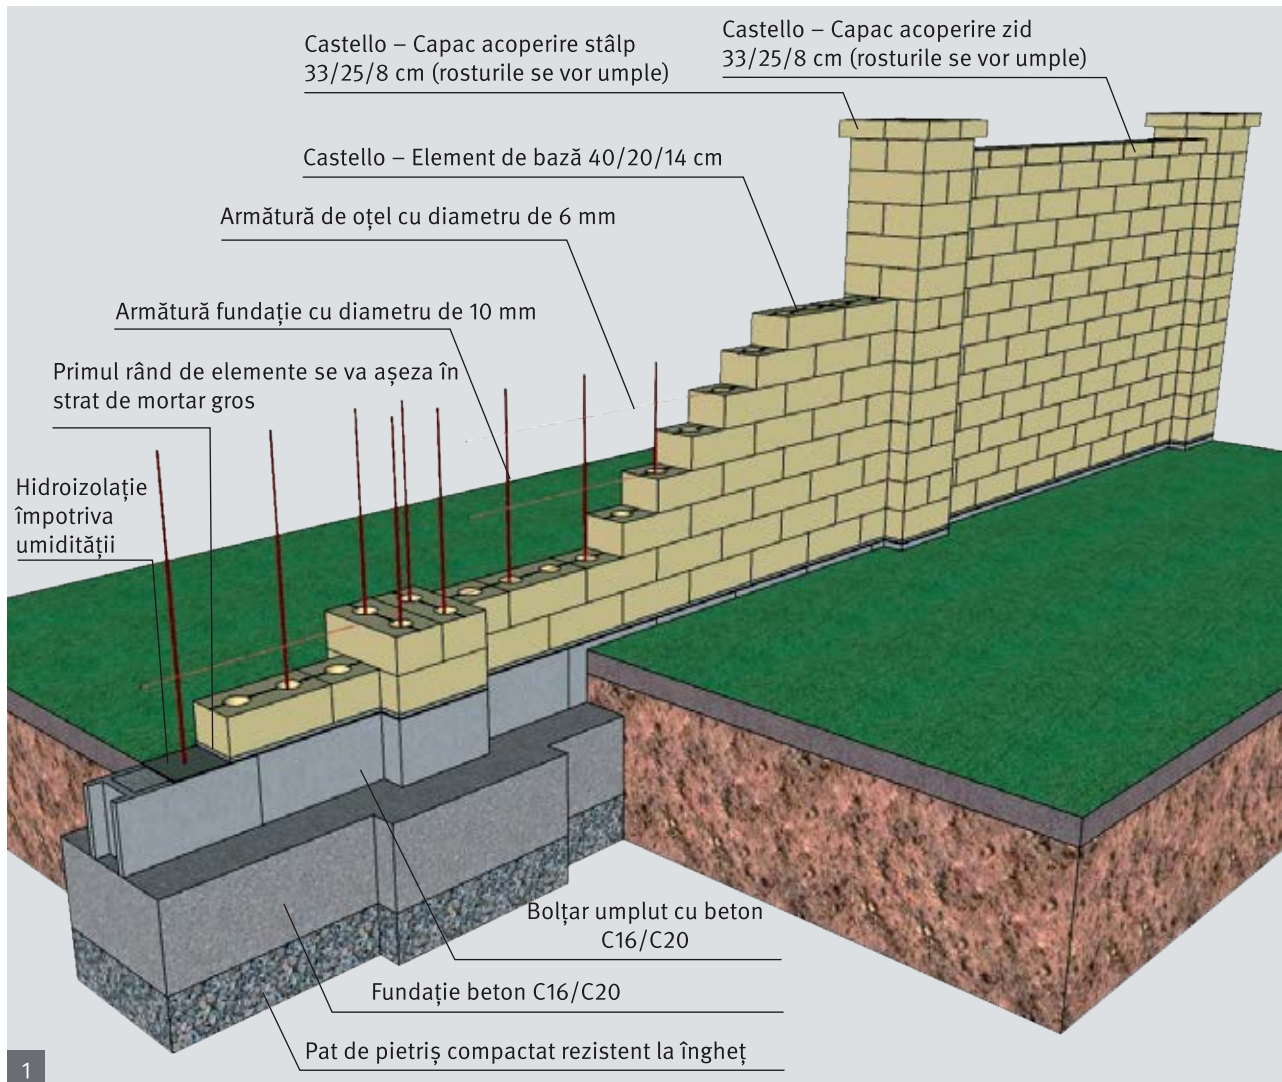 Castello – Capac acoperire stâlp
33/25/8 cm (rosturile se vor umple)
Castello – Capac acoperire zid
33/25/8 cm (rosturile se vor umple)
Castello – Element de bază 40/20/14 cm
Armătură de oțel cu diametru de 6 mm
Armătură fundație cu diametru de 10 mm
Primul rând de elemente se va așeza în
strat de mortar gros
Hidroizolație
împotriva
umidității
Bolțar umplut cu beton
C16/C20
Fundație beton C16/C20
Pat de pietriș compactat rezistent la îngheț
1